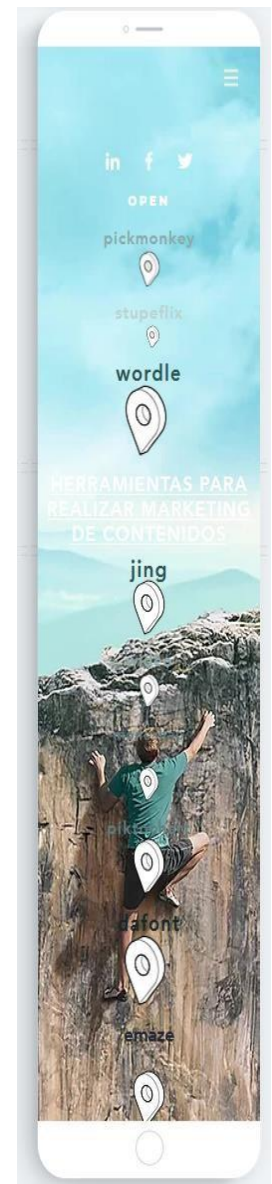 in f
OPEN
pickmonkey
stupeflix
wordle
HERRAMIENTAS PARA
REALIZAR MARKETING
DE CONTENIDOS
jing
dafont
emaze